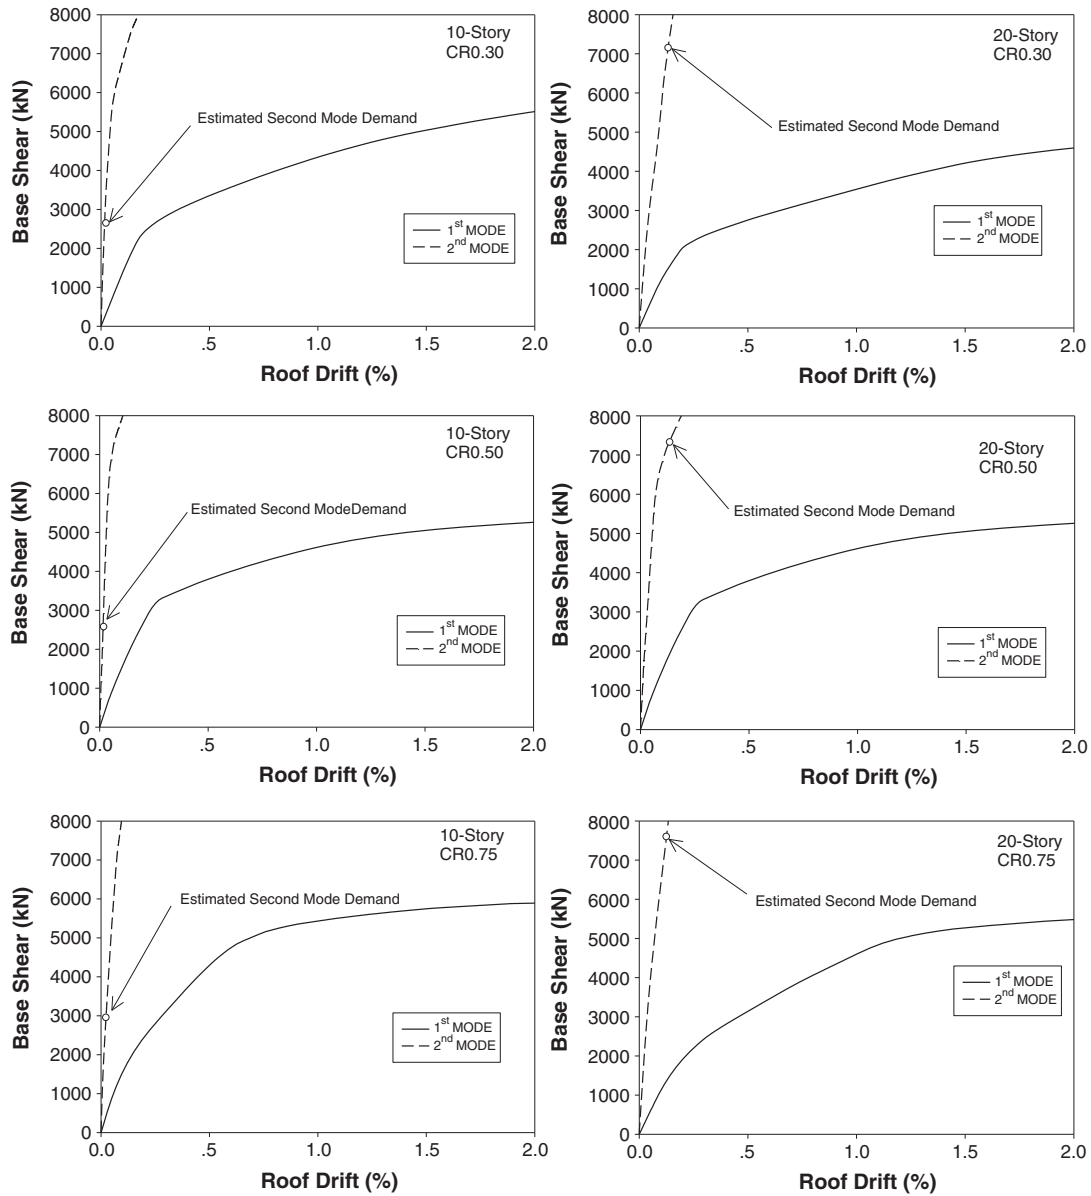 8000
7000
6000
5000
4000
3000
2000
1000
0
Base Shear (kN)
10-Story
CR0.30
Estimated Second Mode Demand
1st MODE
2nd MODE
0.0 .5 1.0 1.5 2.0
Roof Drift (%)
8000
7000
6000
5000
4000
3000
2000
1000
0
Base Shear (kN)
20-Story
CR0.30
Estimated Second Mode Demand
1st MODE
2nd MODE
0.0 .5 1.0 1.5 2.0
Roof Drift (%)
8000
7000
6000
5000
4000
3000
2000
1000
0
Base Shear (kN)
10-Story
CR0.50
Estimated Second ModeDemand
1st MODE
2nd MODE
0.0 .5 1.0 1.5 2.0
Roof Drift (%)
8000
7000
6000
5000
4000
3000
2000
1000
0
Base Shear (kN)
20-Story
CR0.50
Estimated Second Mode Demand
1st MODE
2nd MODE
0.0 .5 1.0 1.5 2.0
Roof Drift (%)
8000
7000
6000
5000
4000
3000
2000
1000
0
Base Shear (kN)
10-Story
CR0.75
Estimated Second Mode Demand
1st MODE
2nd MODE
0.0 .5 1.0 1.5 2.0
Roof Drift (%)
8000
7000
6000
5000
4000
3000
2000
1000
0
Base Shear (kN)
20-Story
CR0.75
Estimated Second Mode Demand
1st MODE
2nd MODE
0.0 .5 1.0 1.5 2.0
Roof Drift (%)